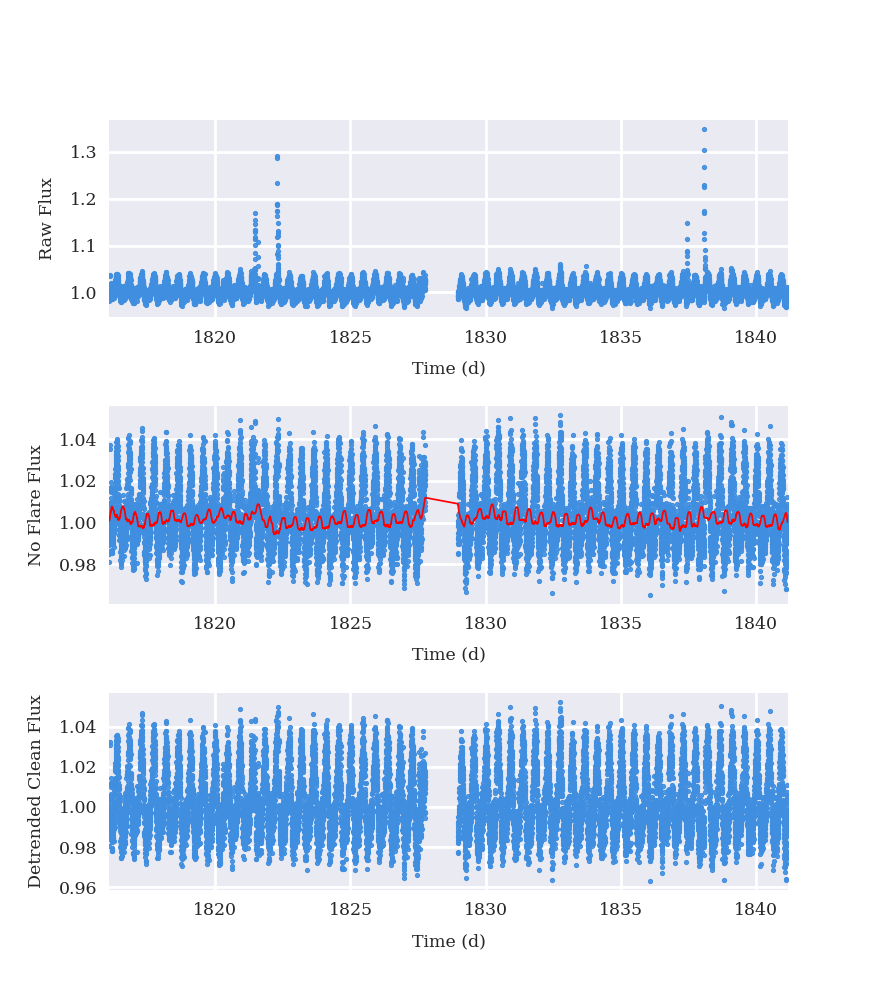 Raw Flux
1.3
1.2
1.1
1.0
1820 1825 1830 1835 1840
Time (d)
No Flare Flux
1.04
1.02
1.00
0.98
1820 1825 1830 1835 1840
Time (d)
Detrended Clean Flux
1.04
1.02
1.00
0.98
0.96
1820 1825 1830 1835 1840
Time (d)